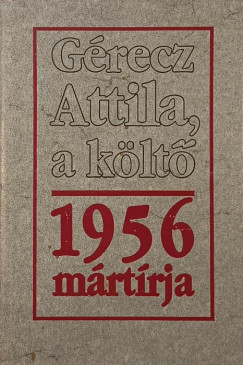 Gérecz
Attila,
a költő
1956
mártírja